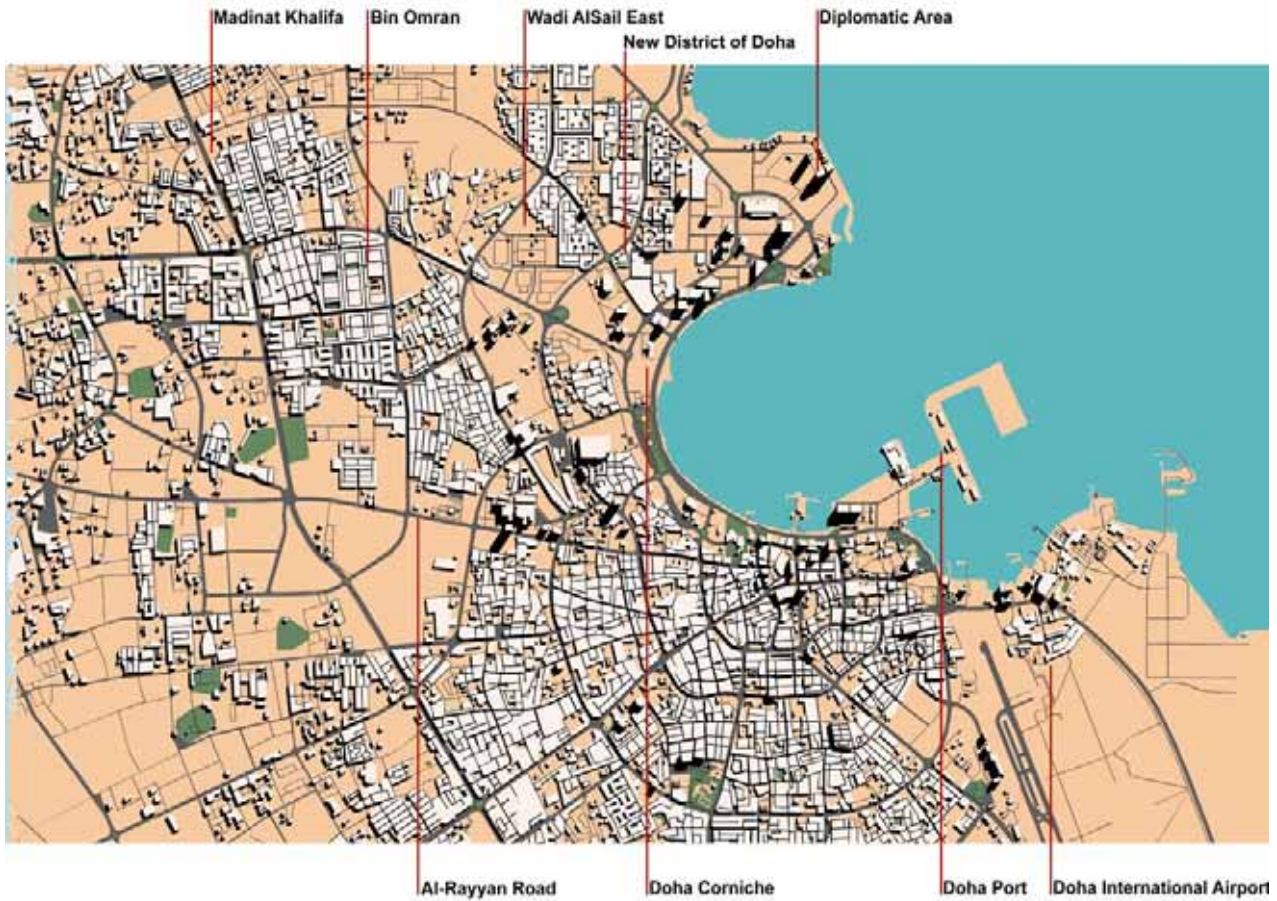 Madinat Khalifa
Bin Omran
Wadi AlSail East
Diplomatic Area
New District of Doha
Al-Rayyan Road
Doha Corniche
Doha Port
Doha International Airport